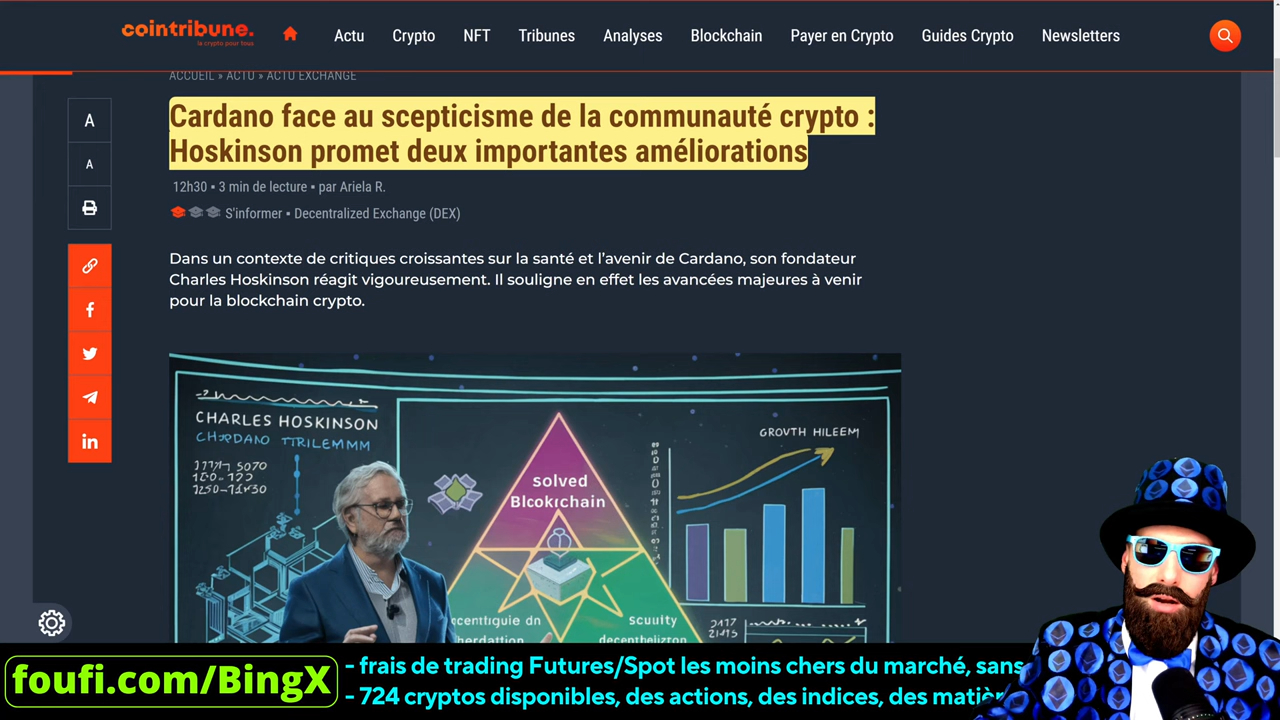 cointribune.
la crypto pour tous
Actu
Crypto
NFT
Tribunes
Analyses
Blockchain
Payer en Crypto
Guides Crypto
Newsletters
ACCUEIL » ACTU » ACTU EXCHANGE
A
A
Cardano face au scepticisme de la communauté crypto :
Hoskinson promet deux importantes améliorations
12h30 ▪ 3 min de lecture ▪ par Ariela R.
S'informer ▪ Decentralized Exchange (DEX)
Dans un contexte de critiques croissantes sur la santé et l'avenir de Cardano, son fondateur
Charles Hoskinson réagit vigoureusement. Il souligne en effet les avancées majeures à venir
pour la blockchain crypto.
CHARLES HOSKINSON
GROVTH HILEEM
solved
Blcokıchain
scuuity
foufi.com/BingX
- frais de trading Futures/Spot les moins chers du marché, sans
- 724 cryptos disponibles, des actions, des indices, des matièr